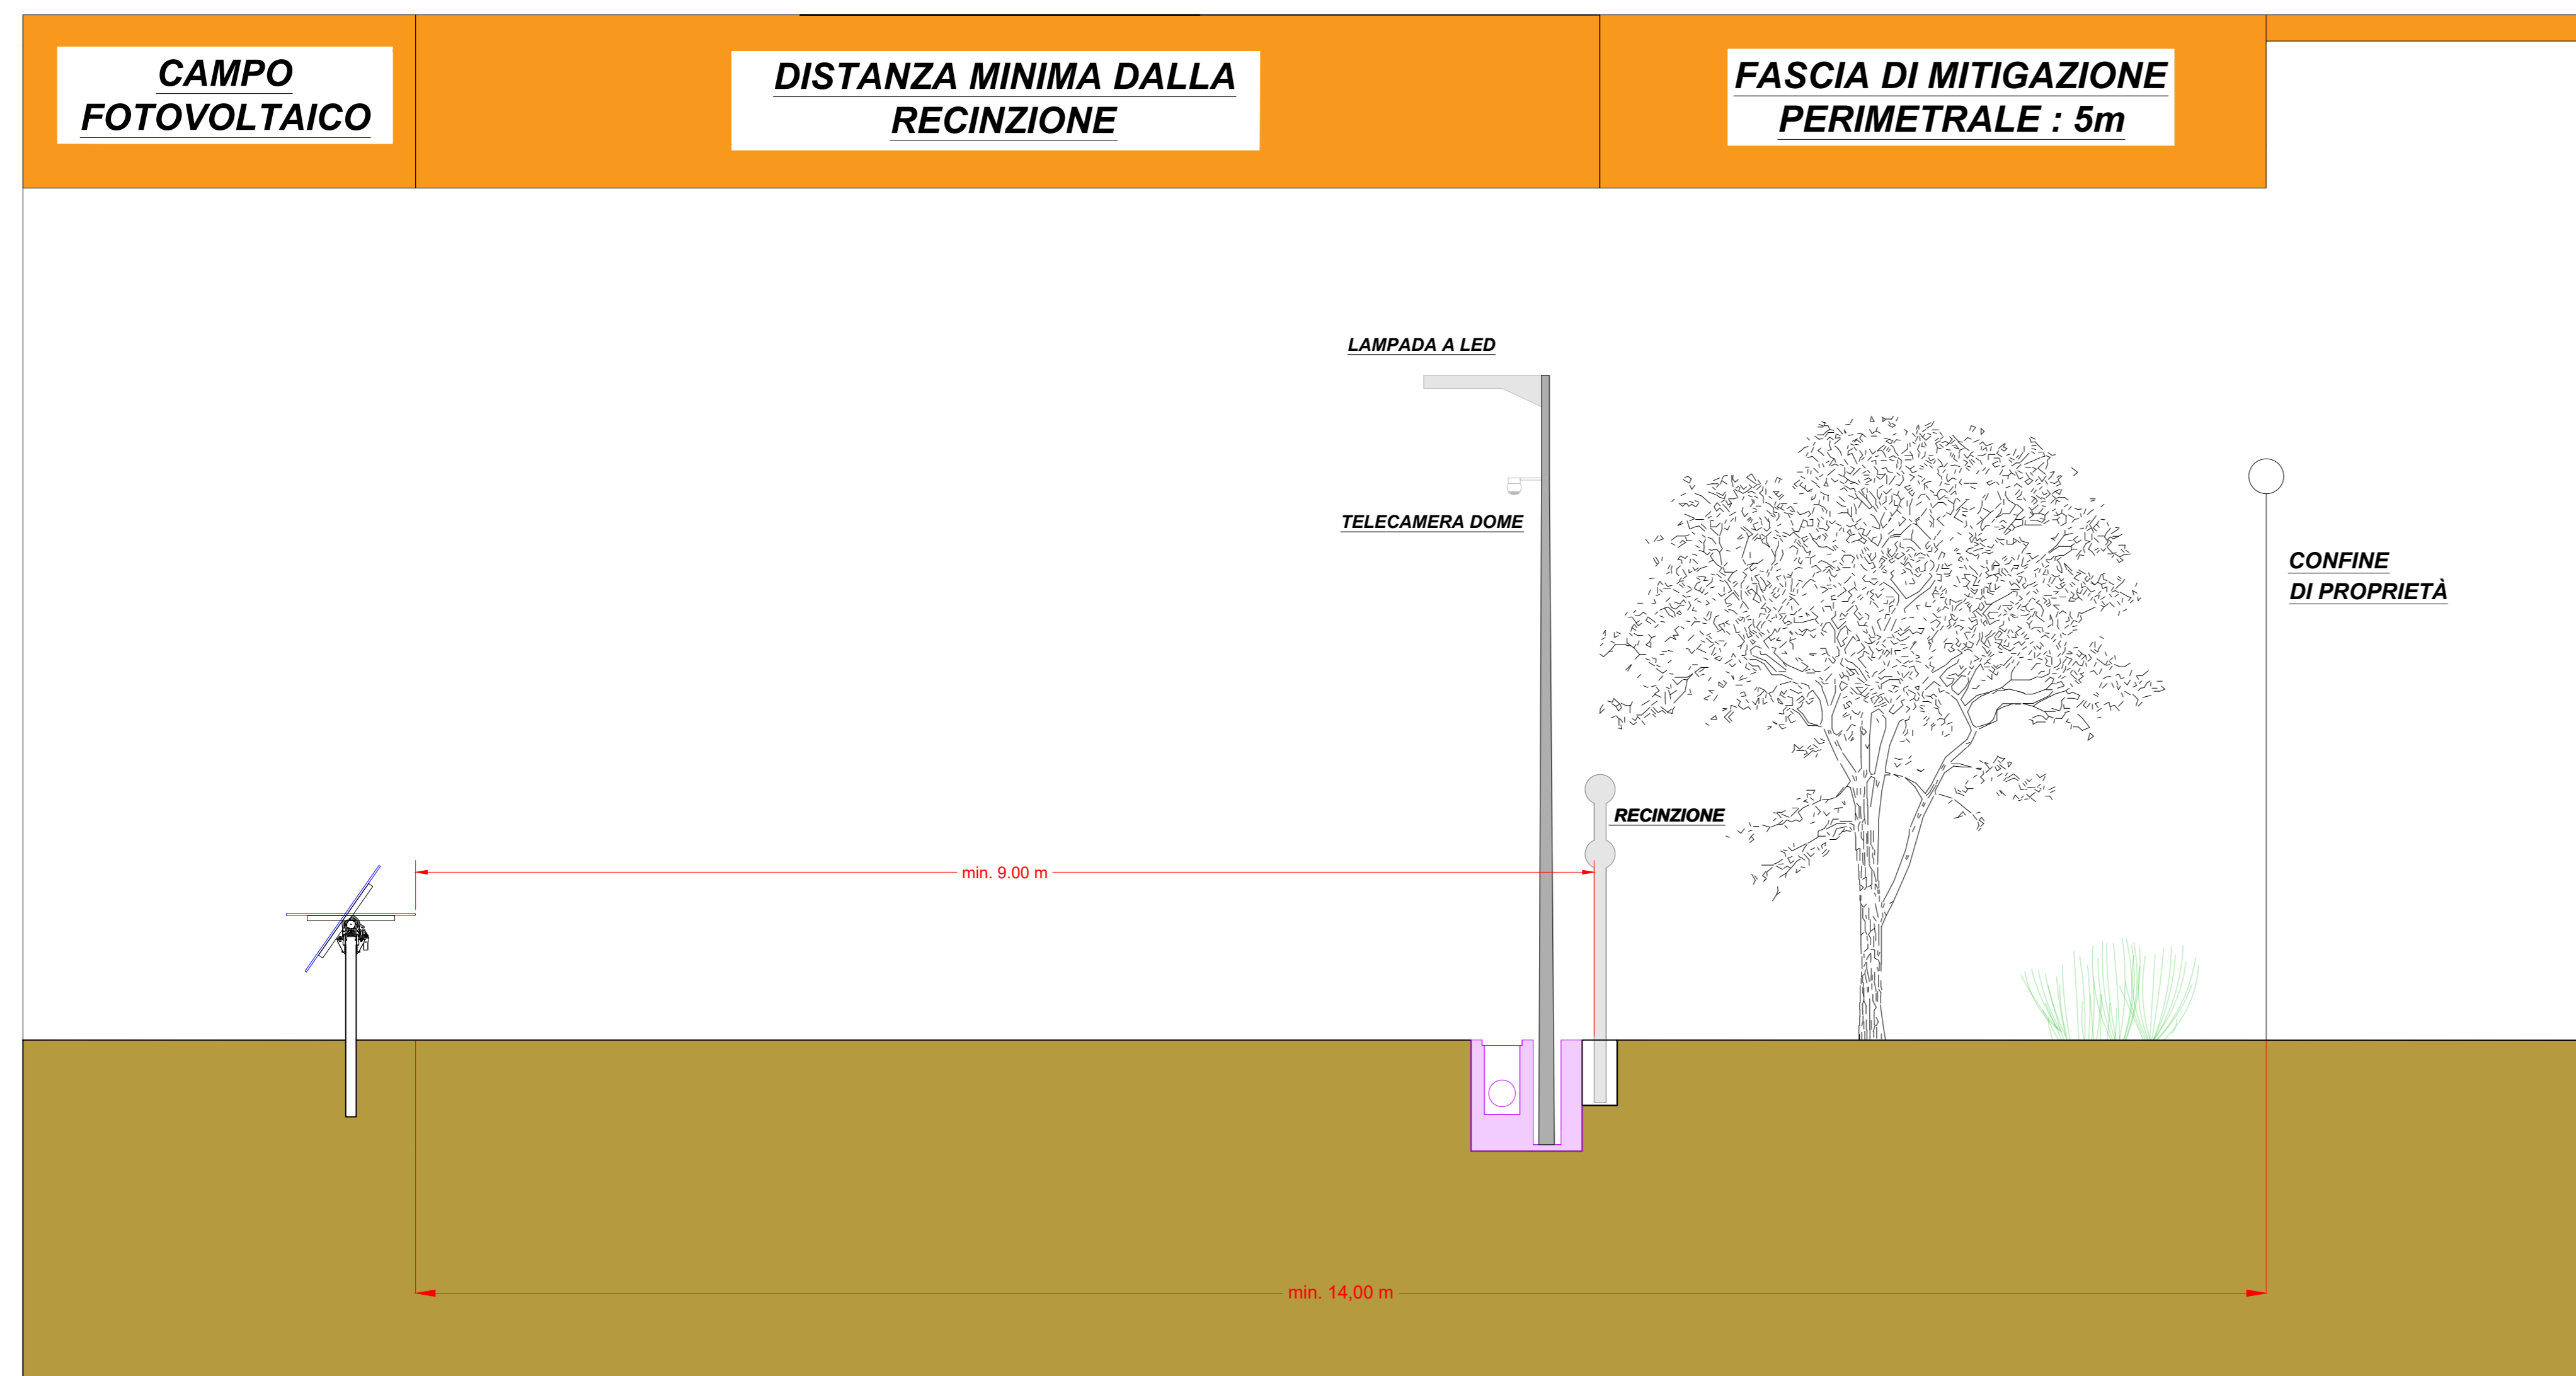 CAMPO
FOTOVOLTAICO
DISTANZA MINIMA DALLA
RECINZIONE
FASCIA DI MITIGAZIONE
PERIMETRALE : 5m
LAMPADA A LED
TELECAMERA DOME
CONFINE
DI PROPRIETÀ
RECINZIONE
min. 9.00 m
min. 14,00 m